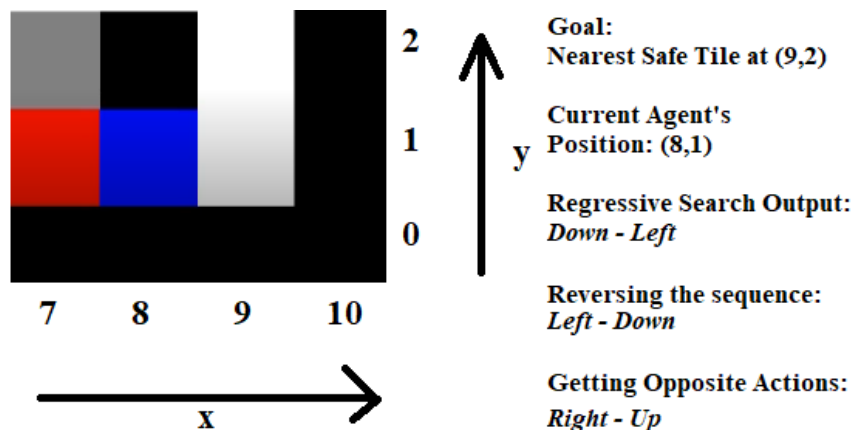 2
1
0
7 8 9 10
x
y
Goal:
Nearest Safe Tile at (9,2)
Current Agent's
Position: (8,1)
Regressive Search Output:
Down - Left
Reversing the sequence:
Left - Down
Getting Opposite Actions:
Right - Up